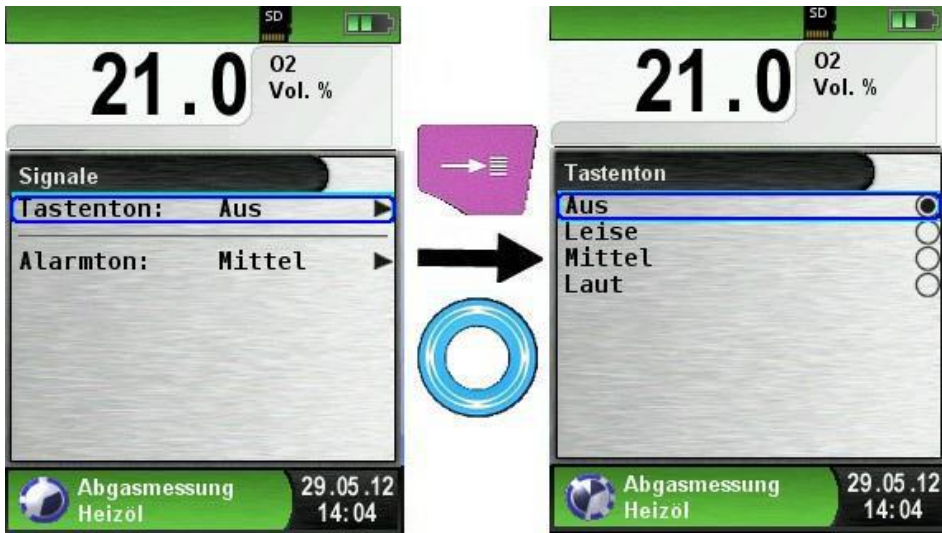 SD
21.0 O2
Vol. %
Signale
Tastenton: Aus
Alarmton: Mittel
Abgasmessung 29.05.12
Heizöl 14:04
SD
21.0 O2
Vol. %
Tastenton
Aus
Leise
Mittel
Laut
Abgasmessung 29.05.12
Heizöl 14:04